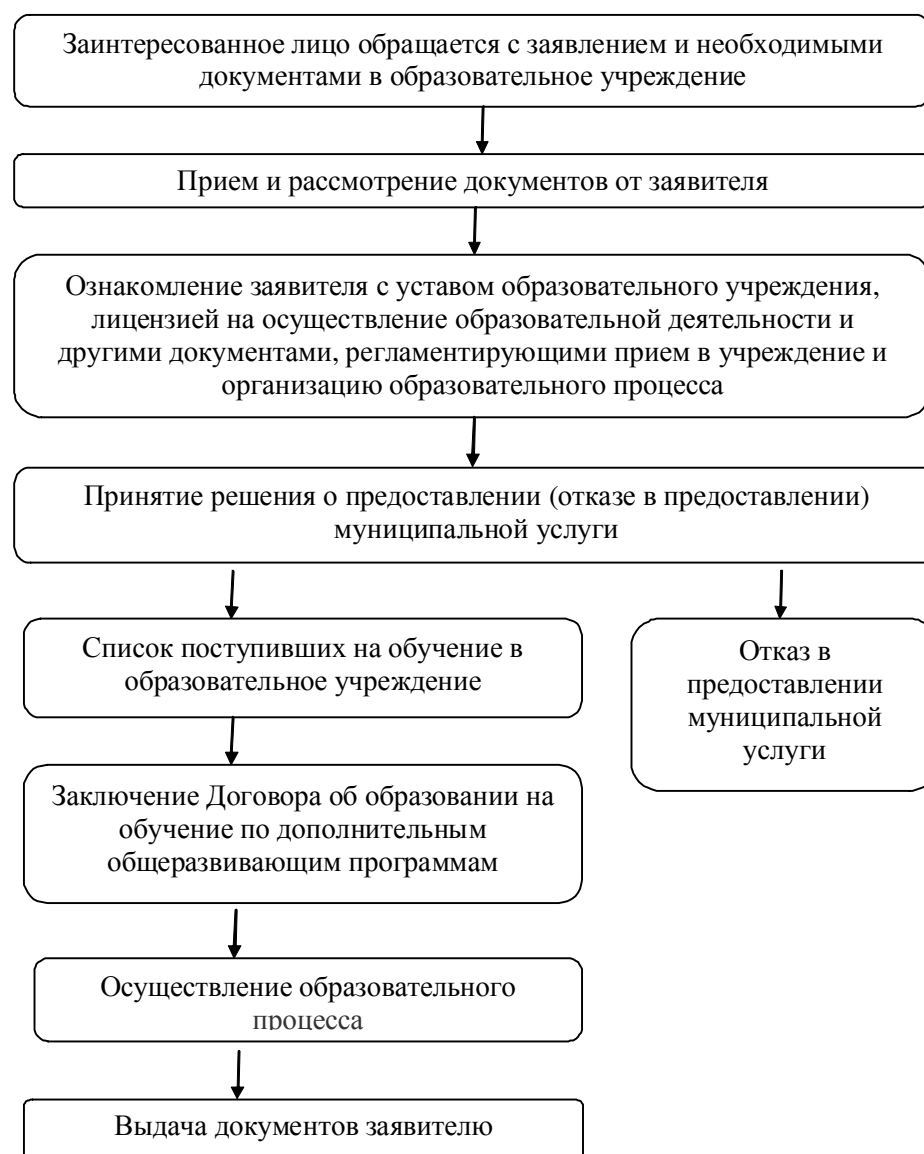 Заинтересованное лицо обращается с заявлением и необходимыми
документами в образовательное учреждение
Прием и рассмотрение документов от заявителя
Ознакомление заявителя с уставом образовательного учреждения,
лицензией на осуществление образовательной деятельности и
другими документами, регламентирующими прием в учреждение и
организацию образовательного процесса
Принятие решения о предоставлении (отказе в предоставлении)
муниципальной услуги
Список поступивших на обучение в
образовательное учреждение
Отказ в
предоставлении
муниципальной
услуги
Заключение Договора об образовании на
обучение по дополнительным
общеразвивающим программам
Осуществление образовательного
процесса
Выдача документов заявителю